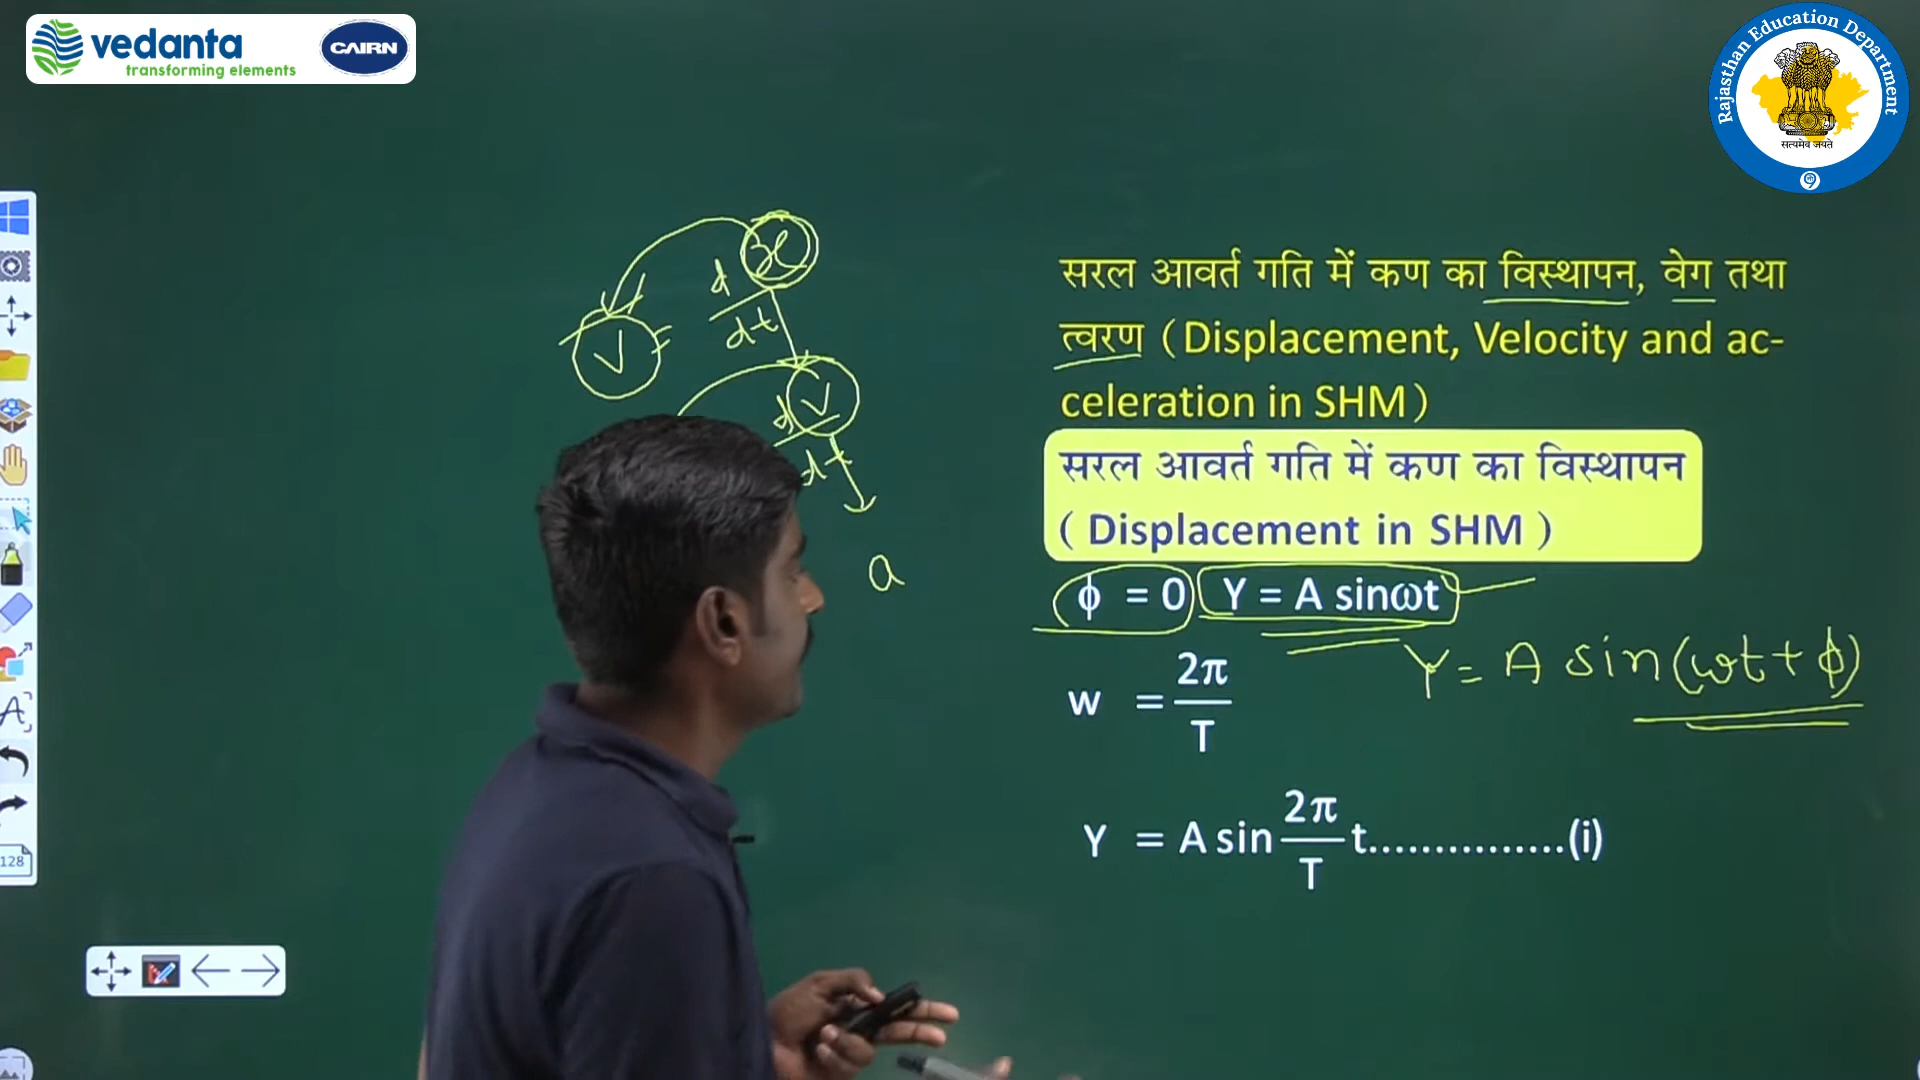 vedanta
transforming elements
CAIRN
Rajasthan Education Department
सत्यमेव जयते
x
d
v =
dt
d v
dt
a
सरल आवर्त गति में कण का विस्थापन, वेग तथा
त्वरण (Displacement, Velocity and ac-
celeration in SHM)
सरल आवर्त गति में कण का विस्थापन
( Displacement in SHM )
ϕ = 0 Y = A sinωt
Y = A sin(ωt + ϕ)
w = 2π/T
Y = A sin 2π/T t...............(i)
128